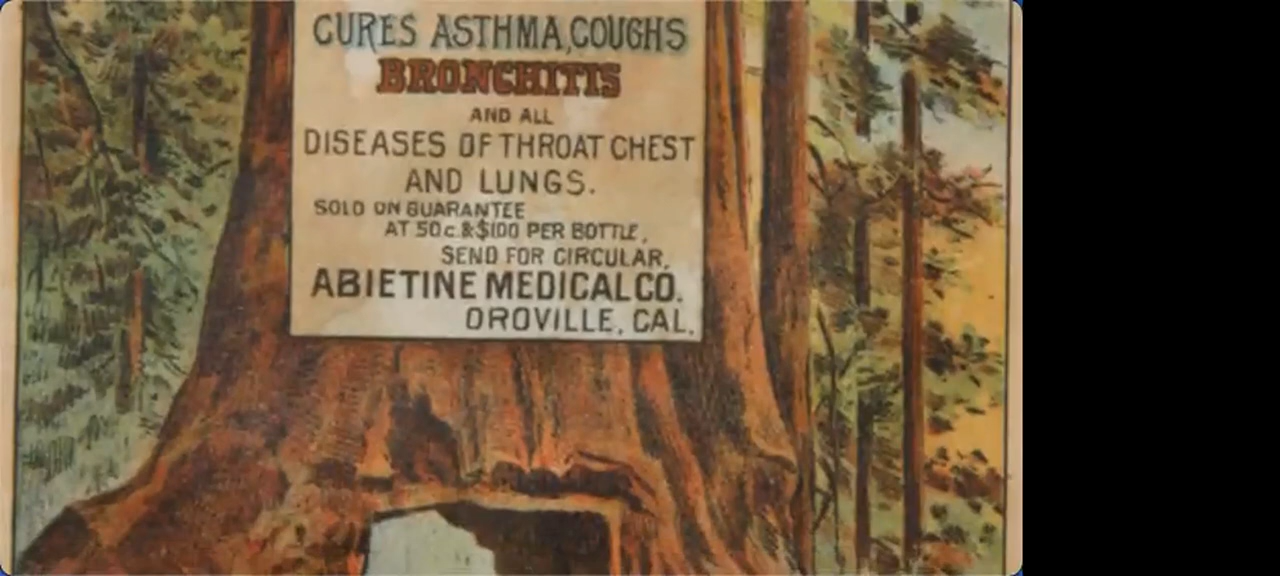 CURES ASTHMA, COUGHS
BRONCHITIS
AND ALL
DISEASES OF THROAT CHEST
AND LUNGS.
SOLD ON GUARANTEE
AT 50c.&$100 PER BOTTLE,
SEND FOR CIRCULAR,
ABIETINE MEDICAL CO.
OROVILLE, CAL.